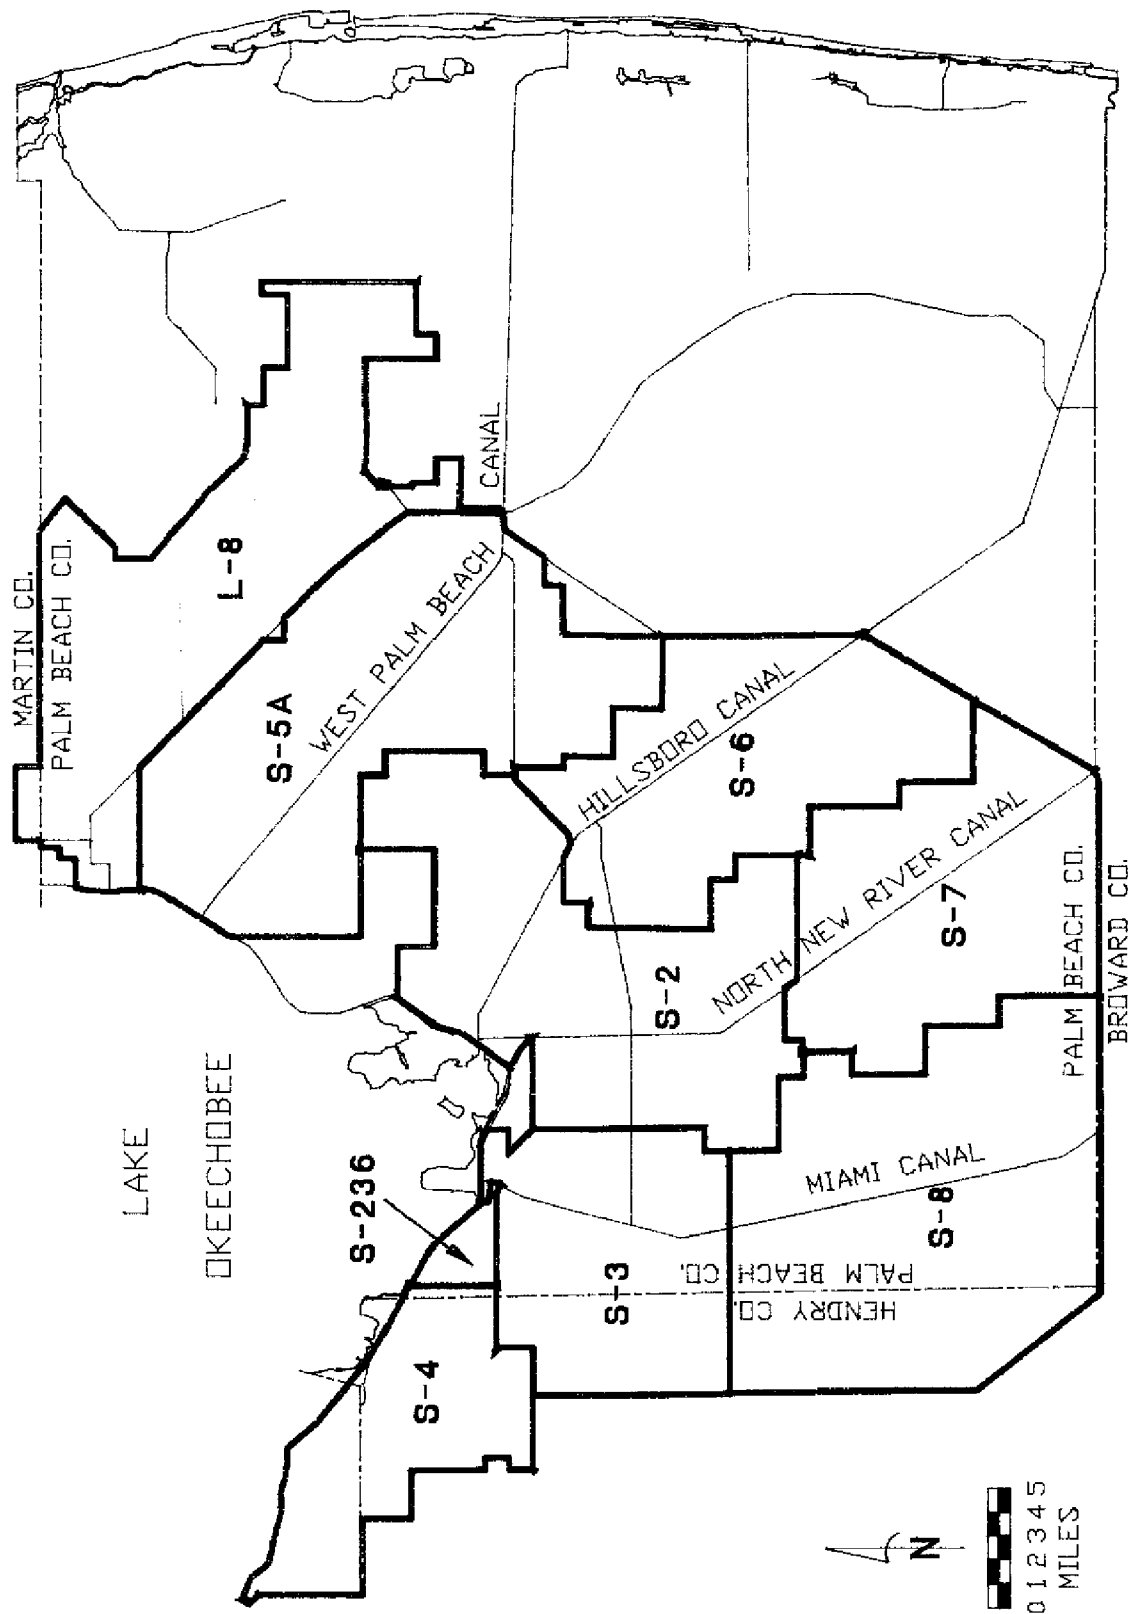 MARTIN CO.
PALM BEACH CO.
L-8
S-5A
WEST PALM BEACH
CANAL
LAKE
OKEECHOBEE
S-236
S-4
S-3
S-2
HILLSBORO CANAL
S-6
NORTH NEW RIVER CANAL
S-7
MIAMI CANAL
S-8
PALM BEACH CO.
HENDRY CO.
PALM BEACH CO.
BROWARD CO.
N
0 1 2 3 4 5
MILES